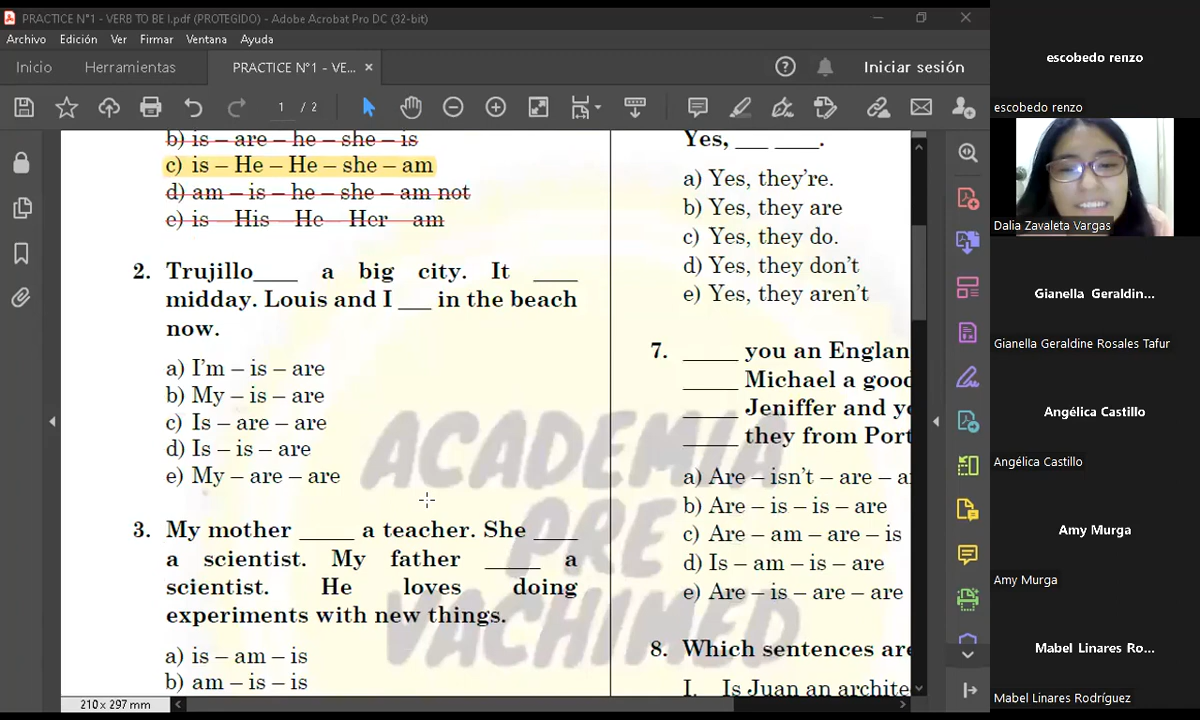 PRACTICE N°1 - VERB TO BE I.pdf (PROTEGIDO) - Adobe Acrobat Pro DC (32-bit)
Archivo Edición Ver Firmar Ventana Ayuda
Inicio Herramientas PRACTICE N°1 - VE... × Iniciar sesión
1 / 2
b) is – are – he – she – is
c) is – He – He – she – am
d) am – is – he – she – am not
e) is – His – He – Her – am
2. Trujillo____ a big city. It ____
midday. Louis and I ___ in the beach
now.
a) I'm – is – are
b) My – is – are
c) Is – are – are
d) Is – is – are
e) My – are – are
3. My mother _____ a teacher. She ____
a scientist. My father _____ a
scientist. He loves doing
experiments with new things.
a) is – am – is
b) am – is – is
Yes, ___ ____.
a) Yes, they're.
b) Yes, they are
c) Yes, they do.
d) Yes, they don't
e) Yes, they aren't
7. _____ you an Englan
_____ Michael a good
_____ Jeniffer and yo
_____ they from Port
a) Are – isn't – are – a
b) Are – is – is – are
c) Are – am – are – is
d) Is – am – is – are
e) Are – is – are – are
8. Which sentences are
I. Is Juan an archite
ACADEMIA
PRE
VACHIMED
210 x 297 mm
escobedo renzo
escobedo renzo
Dalia Zavaleta Vargas
Gianella Geraldin...
Gianella Geraldine Rosales Tafur
Angélica Castillo
Angélica Castillo
Amy Murga
Amy Murga
Mabel Linares Ro...
Mabel Linares Rodríguez